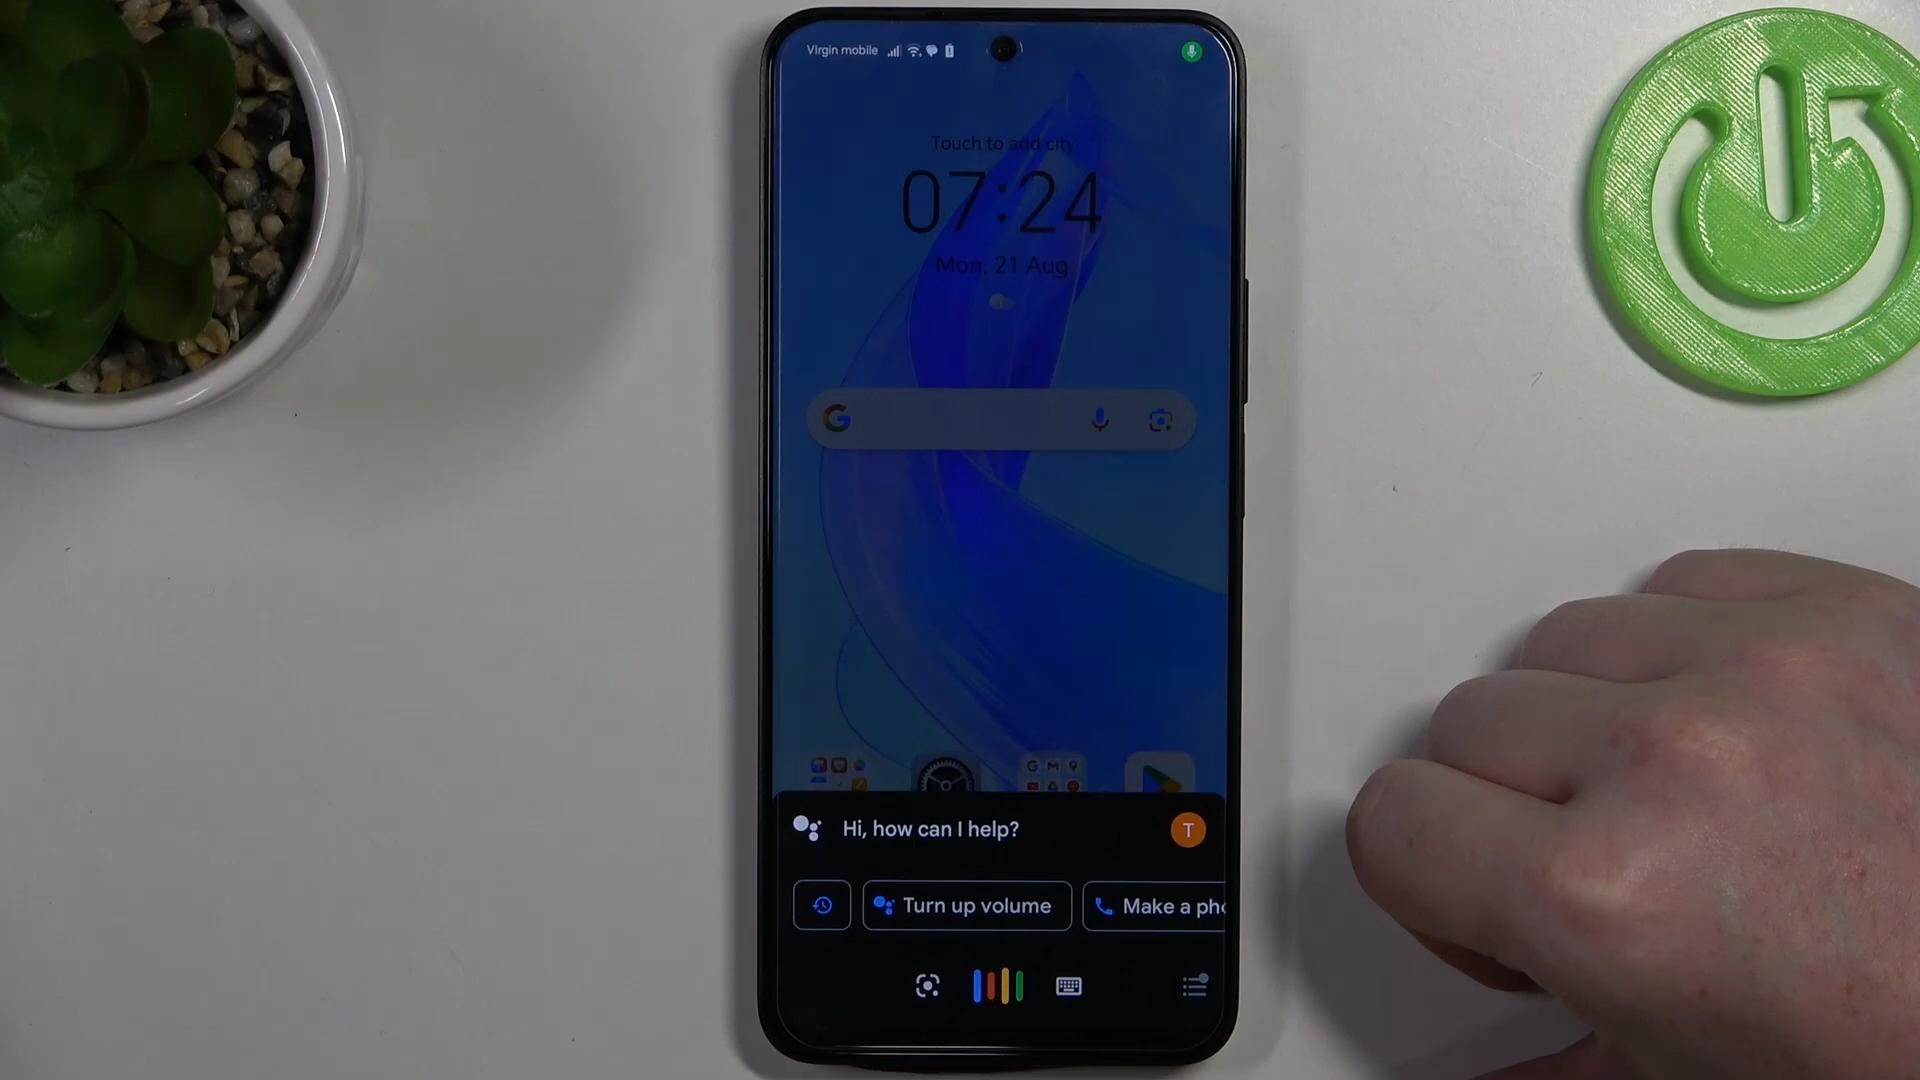 Virgin mobile
Touch to add city
07:24
Mon, 21 Aug
G
G M
Hi, how can I help?
T
Turn up volume
Make a pho